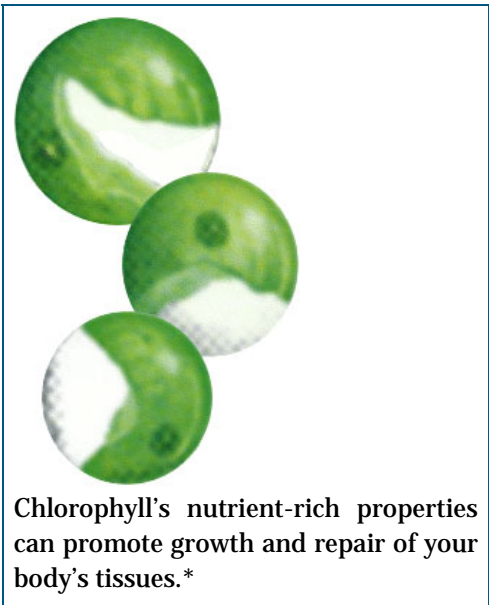 Chlorophyll's nutrient-rich properties
can promote growth and repair of your
body's tissues.*